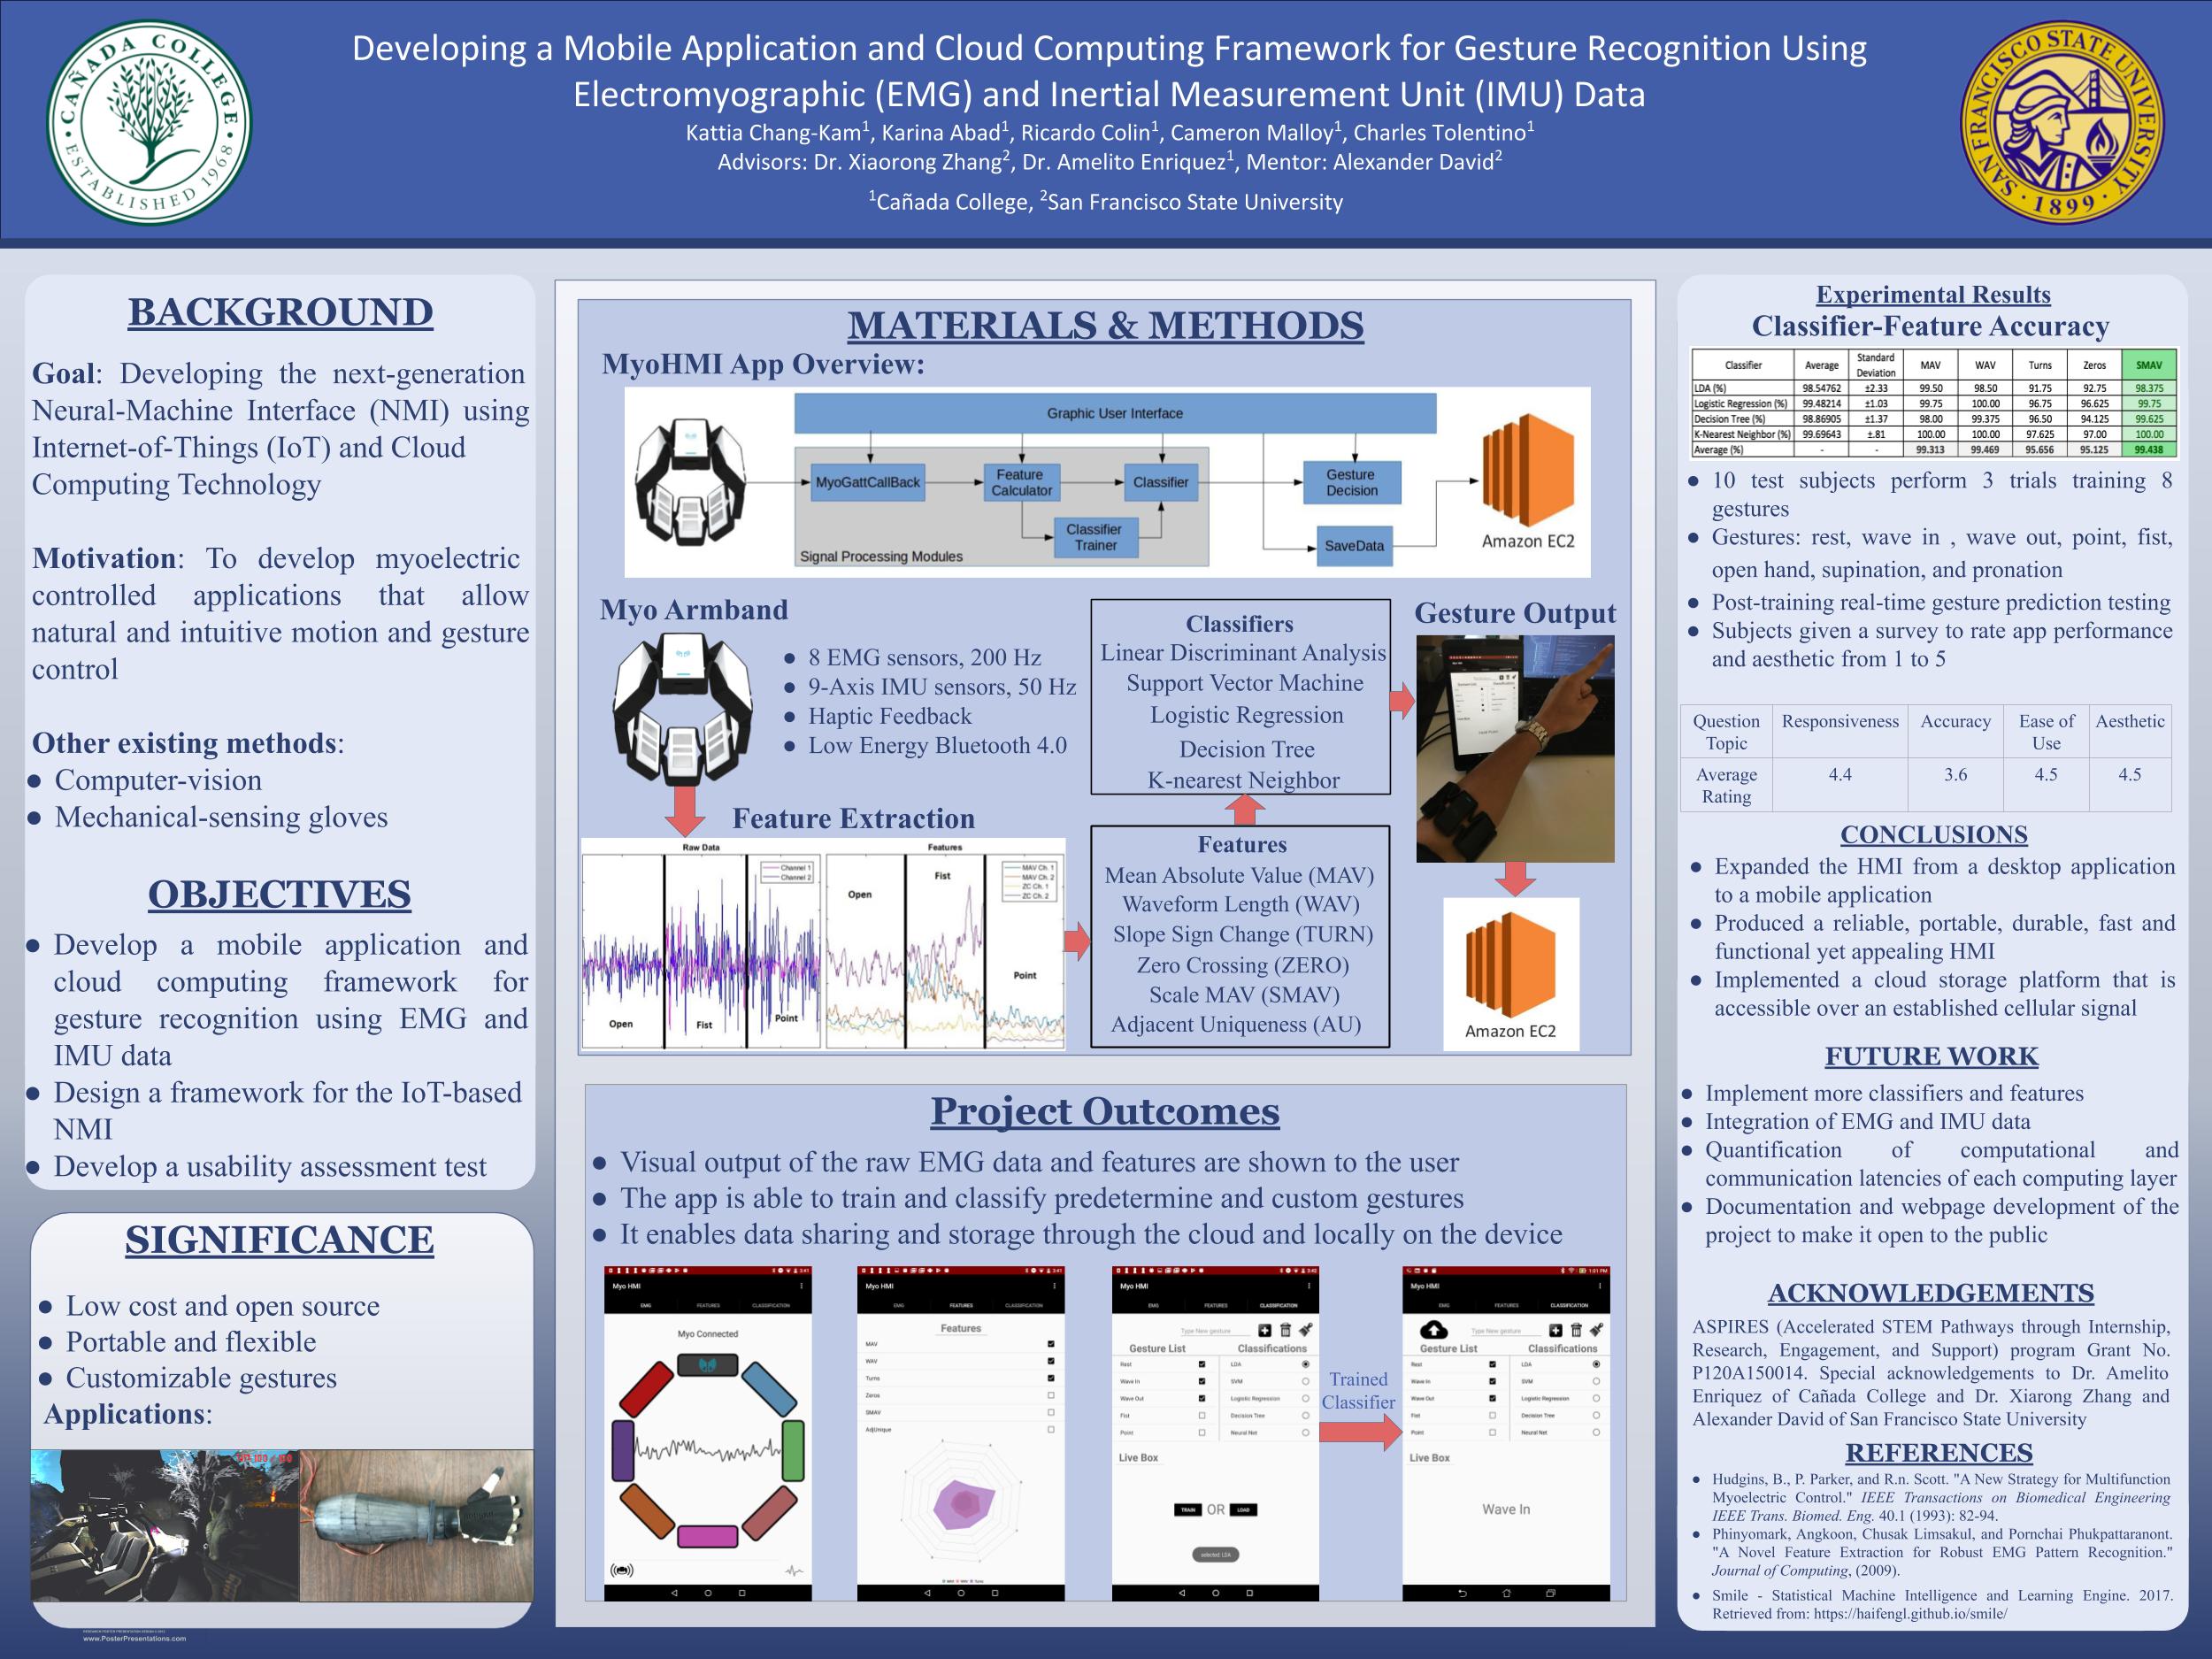 CAÑADA COLLEGE
ESTABLISHED 1968
Developing a Mobile Application and Cloud Computing Framework for Gesture Recognition Using
Electromyographic (EMG) and Inertial Measurement Unit (IMU) Data
Kattia Chang-Kam1, Karina Abad1, Ricardo Colin1, Cameron Malloy1, Charles Tolentino1
Advisors: Dr. Xiaorong Zhang2, Dr. Amelito Enriquez1, Mentor: Alexander David2
1Cañada College, 2San Francisco State University
SAN FRANCISCO STATE UNIVERSITY
1899
BACKGROUND
Goal: Developing the next-generation
Neural-Machine Interface (NMI) using
Internet-of-Things (IoT) and Cloud
Computing Technology
Motivation: To develop myoelectric
controlled applications that allow
natural and intuitive motion and gesture
control
Other existing methods:
● Computer-vision
● Mechanical-sensing gloves
OBJECTIVES
● Develop a mobile application and
cloud computing framework for
gesture recognition using EMG and
IMU data
● Design a framework for the IoT-based
NMI
● Develop a usability assessment test
SIGNIFICANCE
● Low cost and open source
● Portable and flexible
● Customizable gestures
Applications:
www.PosterPresentations.com
MATERIALS & METHODS
MyoHMI App Overview:
Graphic User Interface
MyoGattCallBack
Feature
Calculator
Classifier
Classifier
Trainer
Signal Processing Modules
Gesture
Decision
SaveData
Amazon EC2
Myo Armband
● 8 EMG sensors, 200 Hz
● 9-Axis IMU sensors, 50 Hz
● Haptic Feedback
● Low Energy Bluetooth 4.0
Feature Extraction
Raw Data
Channel 1
Channel 2
Open
Fist
Point
Features
MAV Ch. 1
MAV Ch. 2
ZC Ch. 1
ZC Ch. 2
Open
Fist
Point
Classifiers
Linear Discriminant Analysis
Support Vector Machine
Logistic Regression
Decision Tree
K-nearest Neighbor
Features
Mean Absolute Value (MAV)
Waveform Length (WAV)
Slope Sign Change (TURN)
Zero Crossing (ZERO)
Scale MAV (SMAV)
Adjacent Uniqueness (AU)
Gesture Output
Amazon EC2
Project Outcomes
● Visual output of the raw EMG data and features are shown to the user
● The app is able to train and classify predetermine and custom gestures
● It enables data sharing and storage through the cloud and locally on the device
Myo HMI
EMG FEATURES CLASSIFICATION
Myo Connected
Myo HMI
EMG FEATURES CLASSIFICATION
Features
MAV
WAV
Turns
Zeros
SMAV
AdjUnique
Myo HMI
EMG FEATURES CLASSIFICATION
Type New gesture
Gesture List Classifications
Rest LDA
Wave In SVM
Wave Out Logistic Regression
Fist Decision Tree
Point Neural Net
Live Box
TRAIN OR LOAD
selected: LDA
Trained
Classifier
1:01 PM
Myo HMI
EMG FEATURES CLASSIFICATION
Type New gesture
Gesture List Classifications
Rest LDA
Wave In SVM
Wave Out Logistic Regression
Fist Decision Tree
Point Neural Net
Live Box
Wave In
Experimental Results
Classifier-Feature Accuracy
Classifier Average Standard Deviation MAV WAV Turns Zeros SMAV
LDA (%) 98.54762 ±2.33 99.50 98.50 91.75 92.75 98.375
Logistic Regression (%) 99.48214 ±1.03 99.75 100.00 96.75 96.625 99.75
Decision Tree (%) 98.86905 ±1.37 98.00 99.375 96.50 94.125 99.625
K-Nearest Neighbor (%) 99.69643 ±.81 100.00 100.00 97.625 97.00 100.00
Average (%) - - 99.313 99.469 95.656 95.125 99.438
● 10 test subjects perform 3 trials training 8
gestures
● Gestures: rest, wave in , wave out, point, fist,
open hand, supination, and pronation
● Post-training real-time gesture prediction testing
● Subjects given a survey to rate app performance
and aesthetic from 1 to 5
Question Topic Responsiveness Accuracy Ease of Use Aesthetic
Average Rating 4.4 3.6 4.5 4.5
CONCLUSIONS
● Expanded the HMI from a desktop application
to a mobile application
● Produced a reliable, portable, durable, fast and
functional yet appealing HMI
● Implemented a cloud storage platform that is
accessible over an established cellular signal
FUTURE WORK
● Implement more classifiers and features
● Integration of EMG and IMU data
● Quantification of computational and
communication latencies of each computing layer
● Documentation and webpage development of the
project to make it open to the public
ACKNOWLEDGEMENTS
ASPIRES (Accelerated STEM Pathways through Internship,
Research, Engagement, and Support) program Grant No.
P120A150014. Special acknowledgements to Dr. Amelito
Enriquez of Cañada College and Dr. Xiarong Zhang and
Alexander David of San Francisco State University
REFERENCES
● Hudgins, B., P. Parker, and R.n. Scott. "A New Strategy for Multifunction
Myoelectric Control." IEEE Transactions on Biomedical Engineering
IEEE Trans. Biomed. Eng. 40.1 (1993): 82-94.
● Phinyomark, Angkoon, Chusak Limsakul, and Pornchai Phukpattaranont.
"A Novel Feature Extraction for Robust EMG Pattern Recognition."
Journal of Computing, (2009).
● Smile - Statistical Machine Intelligence and Learning Engine. 2017.
Retrieved from: https://haifengl.github.io/smile/